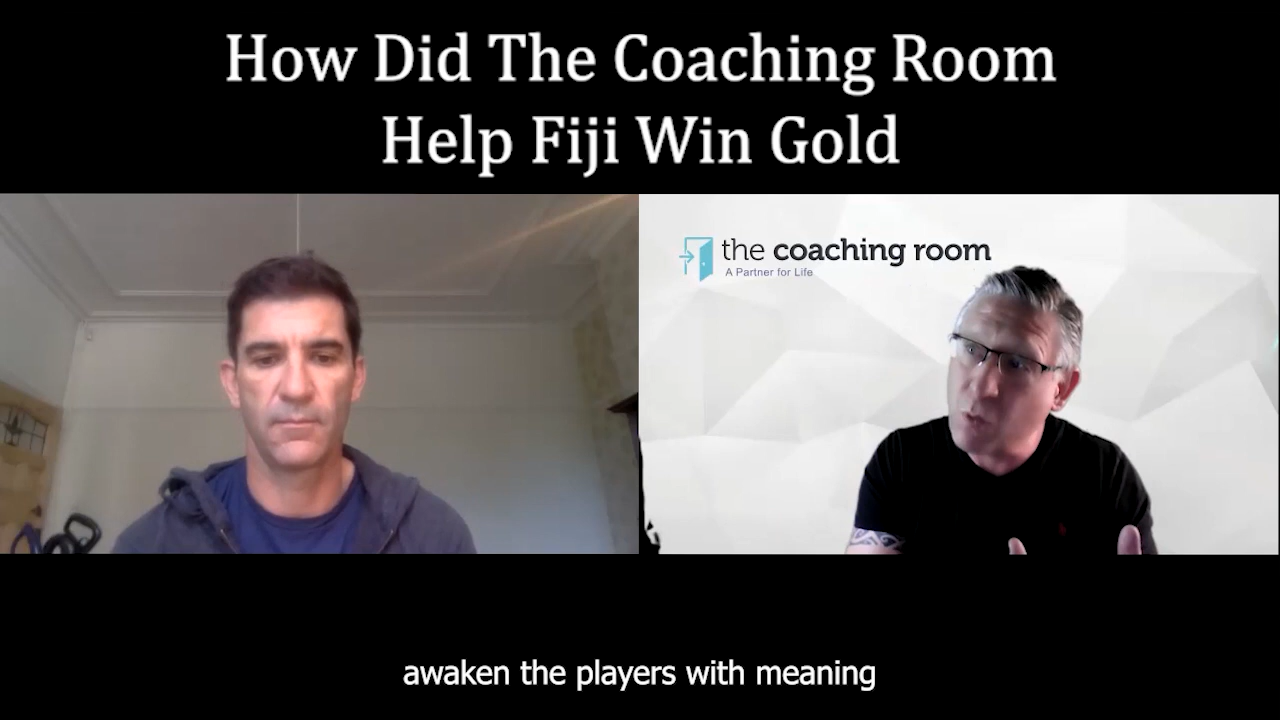 How Did The Coaching Room
Help Fiji Win Gold
the coaching room
A Partner for Life
awaken the players with meaning